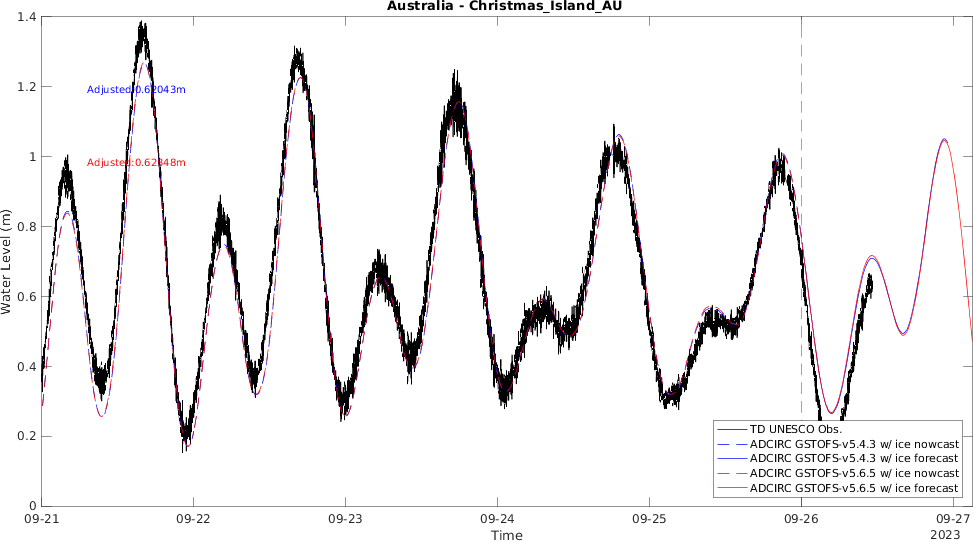 Australia - Christmas_Island_AU
1.4
1.2
1
0.8
0.6
0.4
0.2
0
Water Level (m)
Adjusted:0.62043m
Adjusted:0.62848m
TD UNESCO Obs.
ADCIRC GSTOFS-v5.4.3 w/ ice nowcast
ADCIRC GSTOFS-v5.4.3 w/ ice forecast
ADCIRC GSTOFS-v5.6.5 w/ ice nowcast
ADCIRC GSTOFS-v5.6.5 w/ ice forecast
09-21 09-22 09-23 09-24 09-25 09-26 09-27
Time
2023